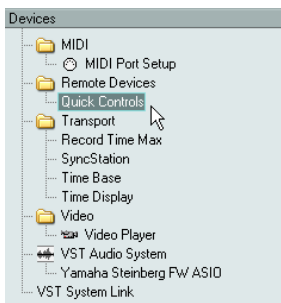 Devices
MIDI
MIDI Port Setup
Remote Devices
Quick Controls
Transport
Record Time Max
SyncStation
Time Base
Time Display
Video
Video Player
VST Audio System
Yamaha Steinberg FW ASIO
VST System Link